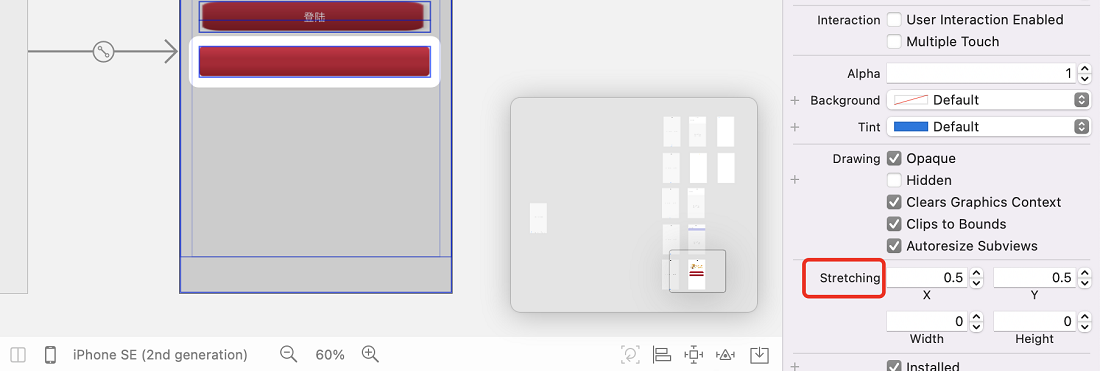 登陆
Interaction
User Interaction Enabled
Multiple Touch
Alpha
1
Background
Default
Tint
Default
Drawing
Opaque
Hidden
Clears Graphics Context
Clips to Bounds
Autoresize Subviews
Stretching
0.5
0.5
X
Y
0
0
Width
Height
Installed
iPhone SE (2nd generation)
60%